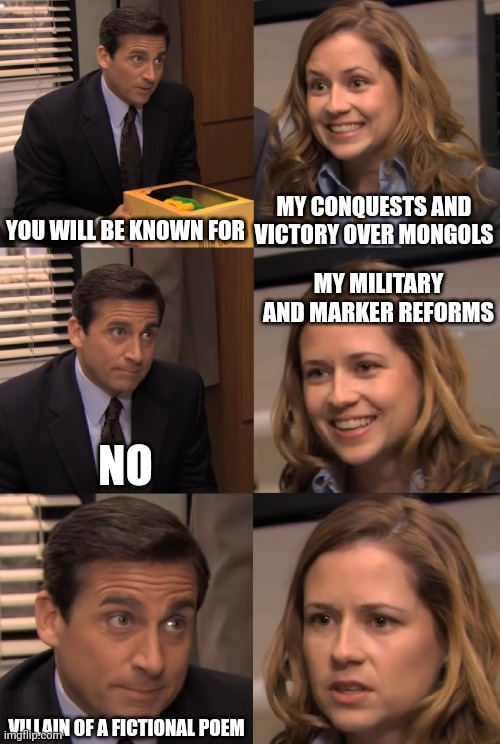 YOU WILL BE KNOWN FOR
MY CONQUESTS AND
VICTORY OVER MONGOLS
MY MILITARY
AND MARKER REFORMS
NO
VILLAIN OF A FICTIONAL POEM
imgflip.com